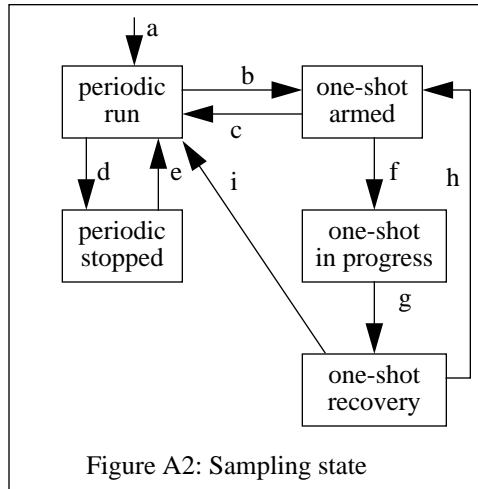 a
periodic
run
b
one-shot
armed
c
d
e
i
f
h
periodic
stopped
one-shot
in progress
g
one-shot
recovery
Figure A2: Sampling state